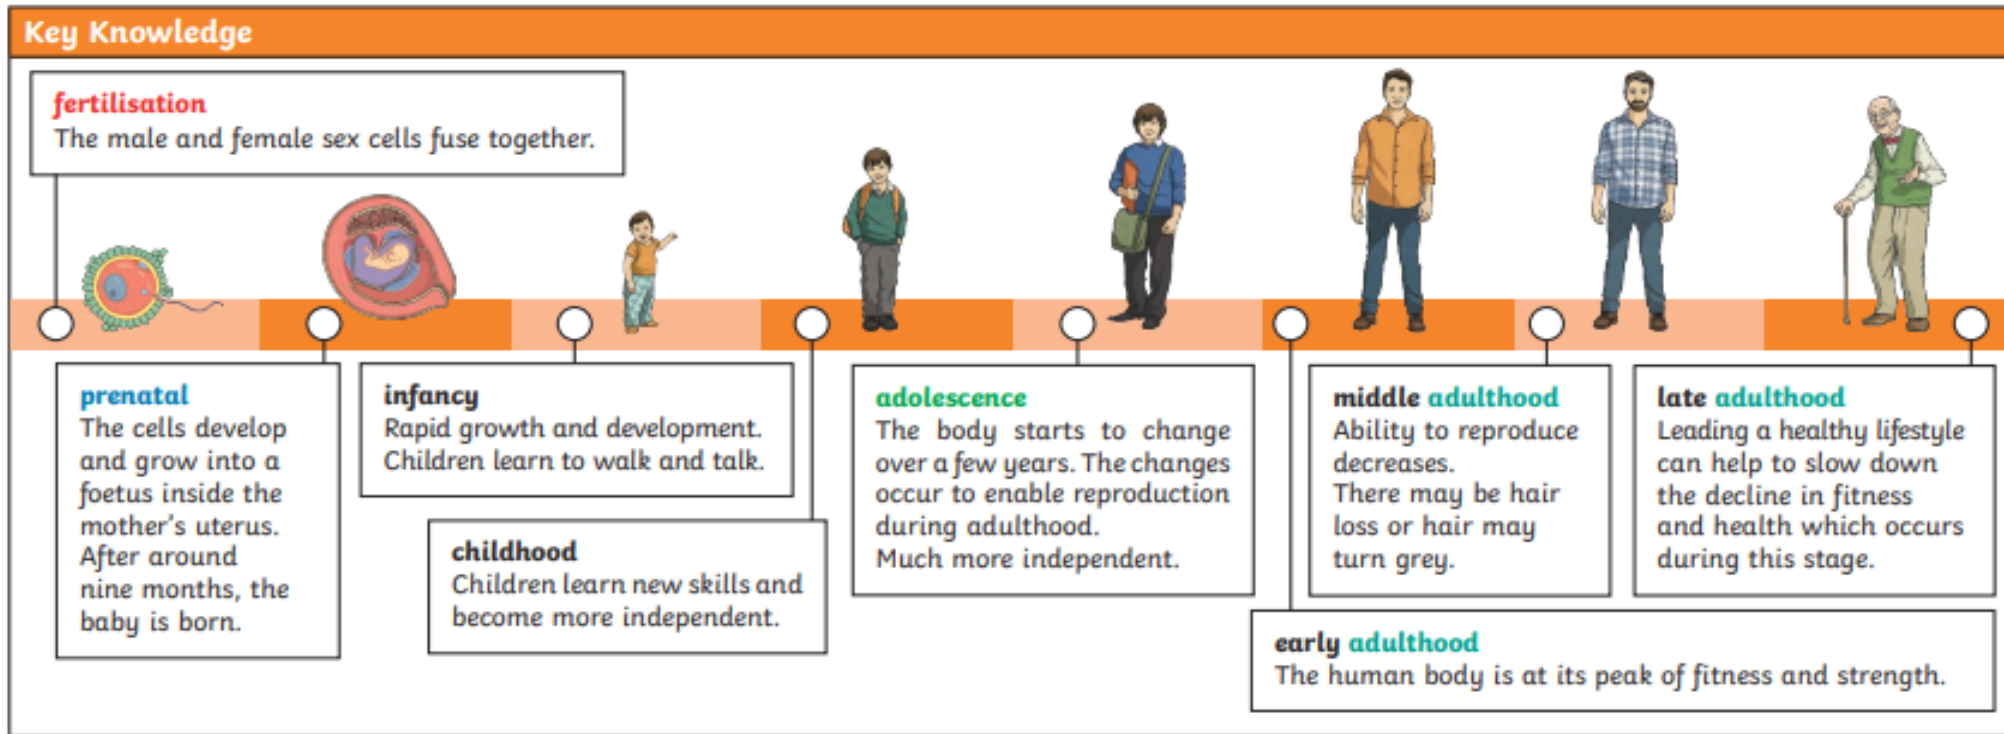 Key Knowledge
fertilisation
The male and female sex cells fuse together.
prenatal
The cells develop
and grow into a
foetus inside the
mother's uterus.
After around
nine months, the
baby is born.
infancy
Rapid growth and development.
Children learn to walk and talk.
childhood
Children learn new skills and
become more independent.
adolescence
The body starts to change
over a few years. The changes
occur to enable reproduction
during adulthood.
Much more independent.
early adulthood
The human body is at its peak of fitness and strength.
middle adulthood
Ability to reproduce
decreases.
There may be hair
loss or hair may
turn grey.
late adulthood
Leading a healthy lifestyle
can help to slow down
the decline in fitness
and health which occurs
during this stage.